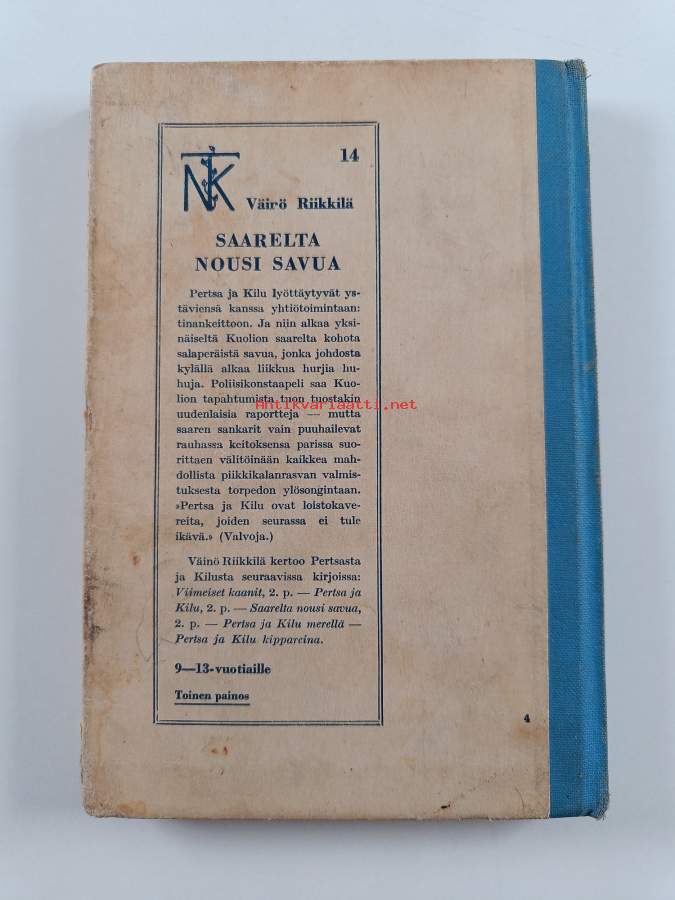 14
NTK
Väirö Riikkilä
SAARELTA
NOUSI SAVUA
Pertsa ja Kilu lyöttäytyvät ys-
täviensä kanssa yhtiötoimintaan:
tinankeittoon. Ja niin alkaa yksi-
näiseltä Kuolion saarelta kohota
salaperäistä savua, jonka johdosta
kylällä alkaa liikkua hurjia hu-
huja. Poliisikonstaapeli saa Kuo-
lion tapahtumista tuon tuostakin
uudenlaisia raportteja — mutta
saaren sankarit vain puuhailevat
rauhassa keitoksensa parissa suo-
rittaen välitöinään kaikkea mah-
dollista piikkikalanrasvan valmis-
tuksesta torpedon ylösongintaan.
»Pertsa ja Kilu ovat loistokave-
reita, joiden seurassa ei tule
ikävä.» (Valvoja.)
Väinö Riikkilä kertoo Pertsasta
ja Kilusta seuraavissa kirjoissa:
Viimeiset kaanit, 2. p. — Pertsa ja
Kilu, 2. p. — Saarelta nousi savua,
2. p. — Pertsa ja Kilu merellä —
Pertsa ja Kilu kippareina.
9—13-vuotiaille
Toinen painos
4
Antikvariaatti.net